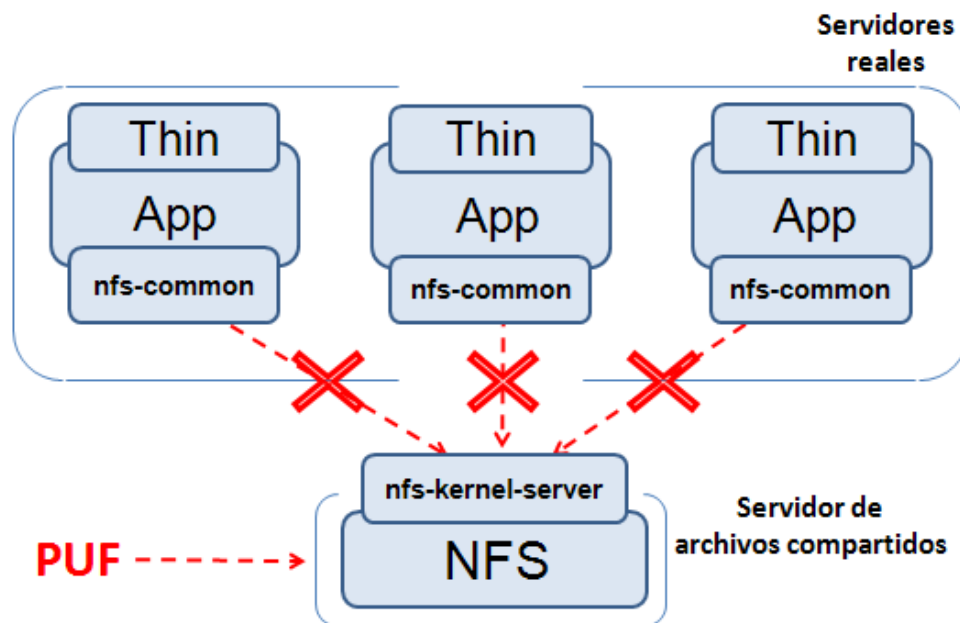 Servidores
reales
Thin
Thin
Thin
App
App
App
nfs-common
nfs-common
nfs-common
nfs-kernel-server
NFS
Servidor de
archivos compartidos
PUF